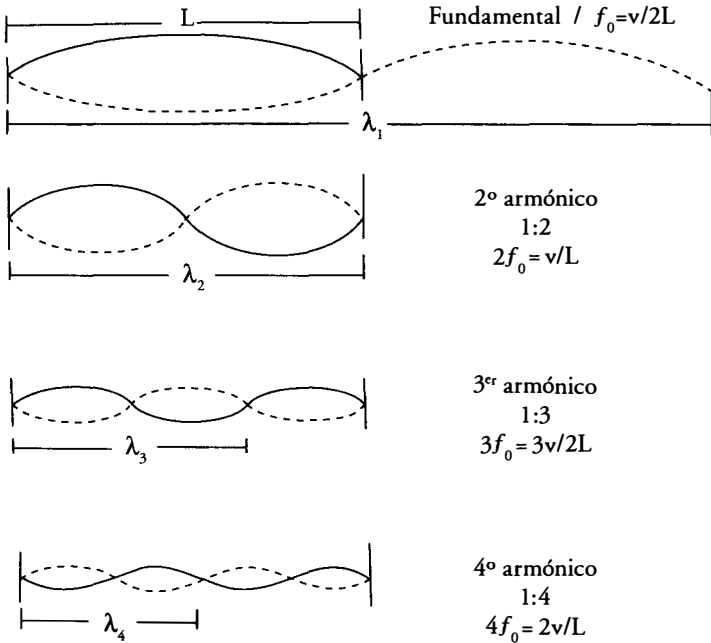 L
Fundamental / f₀=v/2L
λ₁
2º armónico
1:2
2f₀=v/L
λ₂
3ᵉʳ armónico
1:3
3f₀=3v/2L
λ₃
4º armónico
1:4
4f₀=2v/L
λ₄